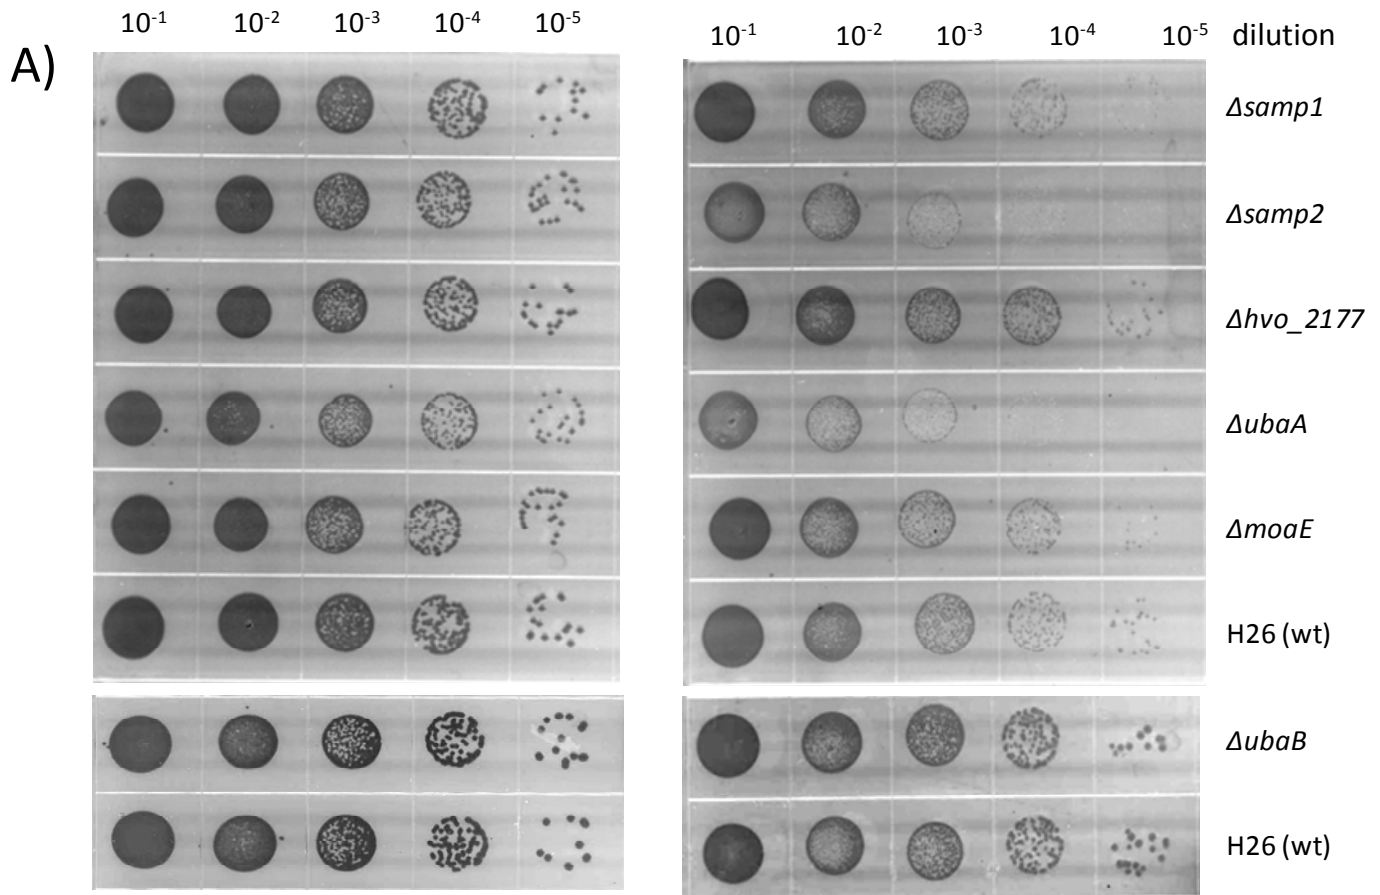 A)
10⁻¹ 10⁻² 10⁻³ 10⁻⁴ 10⁻⁵
10⁻¹ 10⁻² 10⁻³ 10⁻⁴ 10⁻⁵ dilution
Δsamp1
Δsamp2
Δhvo_2177
ΔubaA
ΔmoaE
H26 (wt)
ΔubaB
H26 (wt)